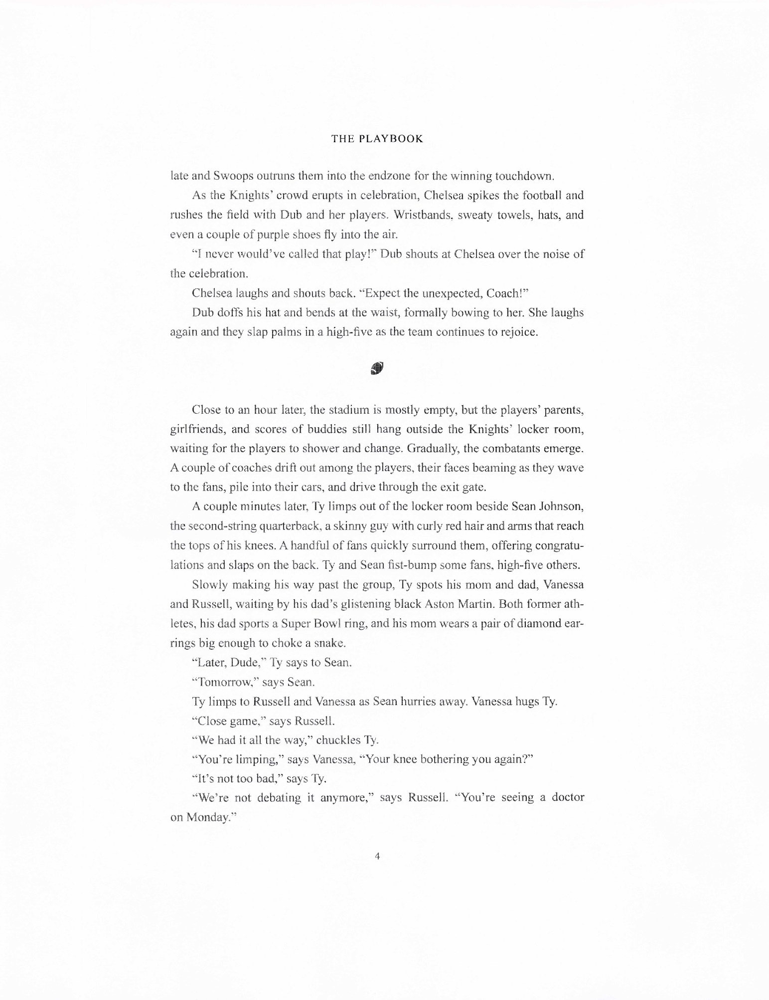 THE PLAYBOOK
late and Swoops outruns them into the endzone for the winning touchdown.
As the Knights’ crowd erupts in celebration, Chelsea spikes the football and
rushes the field with Dub and her players. Wristbands, sweaty towels, hats, and
even a couple of purple shoes fly into the air.
“I never would’ve called that play!” Dub shouts at Chelsea over the noise of
the celebration.
Chelsea laughs and shouts back. “Expect the unexpected, Coach!”
Dub doffs his hat and bends at the waist, formally bowing to her. She laughs
again and they slap palms in a high-five as the team continues to rejoice.
Close to an hour later, the stadium is mostly empty, but the players’ parents,
girlfriends, and scores of buddies still hang outside the Knights’ locker room,
waiting for the players to shower and change. Gradually, the combatants emerge.
A couple of coaches drift out among the players, their faces beaming as they wave
to the fans, pile into their cars, and drive through the exit gate.
A couple minutes later, Ty limps out of the locker room beside Sean Johnson,
the second-string quarterback, a skinny guy with curly red hair and arms that reach
the tops of his knees. A handful of fans quickly surround them, offering congratu-
lations and slaps on the back. Ty and Sean fist-bump some fans, high-five others.
Slowly making his way past the group, Ty spots his mom and dad, Vanessa
and Russell, waiting by his dad’s glistening black Aston Martin. Both former ath-
letes, his dad sports a Super Bowl ring, and his mom wears a pair of diamond ear-
rings big enough to choke a snake.
“Later, Dude,” Ty says to Sean.
“Tomorrow,” says Sean.
Ty limps to Russell and Vanessa as Sean hurries away. Vanessa hugs Ty.
“Close game,” says Russell.
“We had it all the way,” chuckles Ty.
“You’re limping,” says Vanessa, “Your knee bothering you again?”
“It’s not too bad,” says Ty.
“We’re not debating it anymore,” says Russell. “You’re seeing a doctor
on Monday.”
4